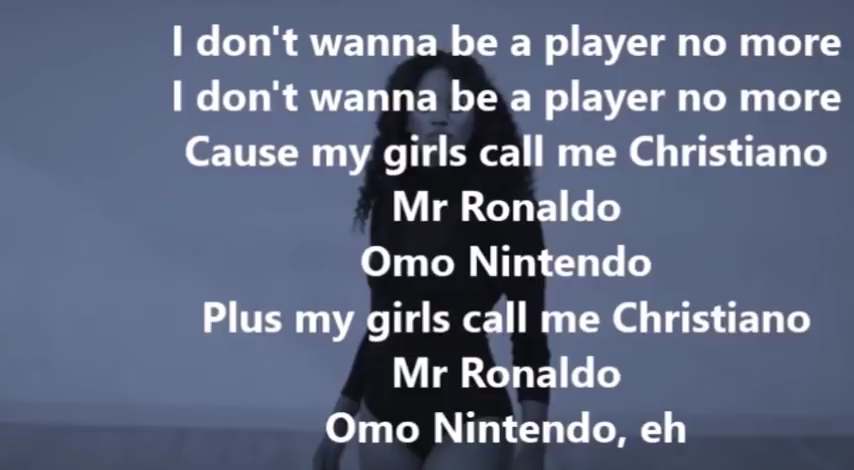 I don't wanna be a player no more
I don't wanna be a player no more
Cause my girls call me Christiano
Mr Ronaldo
Omo Nintendo
Plus my girls call me Christiano
Mr Ronaldo
Omo Nintendo, eh